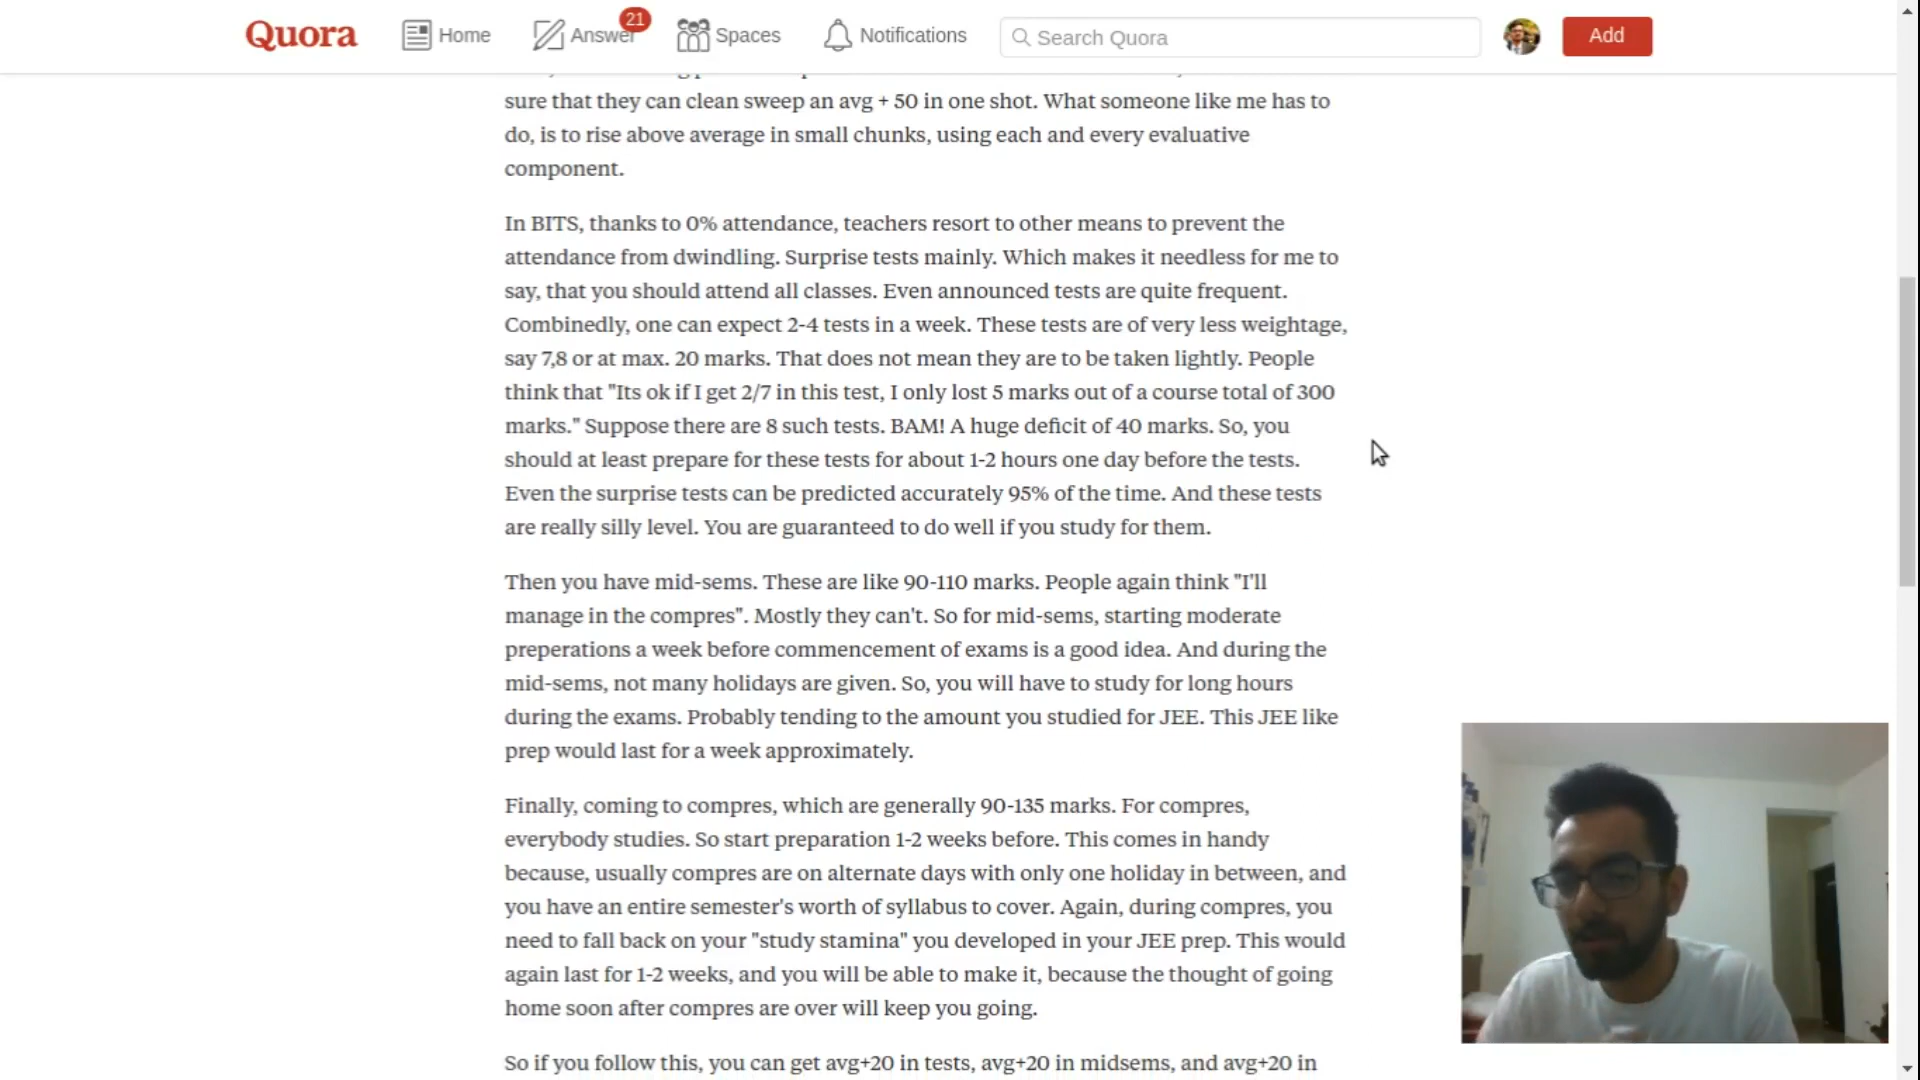 Quora
Home
Answer
21
Spaces
Notifications
Search Quora
Add
sure that they can clean sweep an avg + 50 in one shot. What someone like me has to
do, is to rise above average in small chunks, using each and every evaluative
component.
In BITS, thanks to 0% attendance, teachers resort to other means to prevent the
attendance from dwindling. Surprise tests mainly. Which makes it needless for me to
say, that you should attend all classes. Even announced tests are quite frequent.
Combinedly, one can expect 2-4 tests in a week. These tests are of very less weightage,
say 7,8 or at max. 20 marks. That does not mean they are to be taken lightly. People
think that "Its ok if I get 2/7 in this test, I only lost 5 marks out of a course total of 300
marks." Suppose there are 8 such tests. BAM! A huge deficit of 40 marks. So, you
should at least prepare for these tests for about 1-2 hours one day before the tests.
Even the surprise tests can be predicted accurately 95% of the time. And these tests
are really silly level. You are guaranteed to do well if you study for them.
Then you have mid-sems. These are like 90-110 marks. People again think "I'll
manage in the compres". Mostly they can't. So for mid-sems, starting moderate
preperations a week before commencement of exams is a good idea. And during the
mid-sems, not many holidays are given. So, you will have to study for long hours
during the exams. Probably tending to the amount you studied for JEE. This JEE like
prep would last for a week approximately.
Finally, coming to compres, which are generally 90-135 marks. For compres,
everybody studies. So start preparation 1-2 weeks before. This comes in handy
because, usually compres are on alternate days with only one holiday in between, and
you have an entire semester's worth of syllabus to cover. Again, during compres, you
need to fall back on your "study stamina" you developed in your JEE prep. This would
again last for 1-2 weeks, and you will be able to make it, because the thought of going
home soon after compres are over will keep you going.
So if you follow this, you can get avg+20 in tests, avg+20 in midsems, and avg+20 in